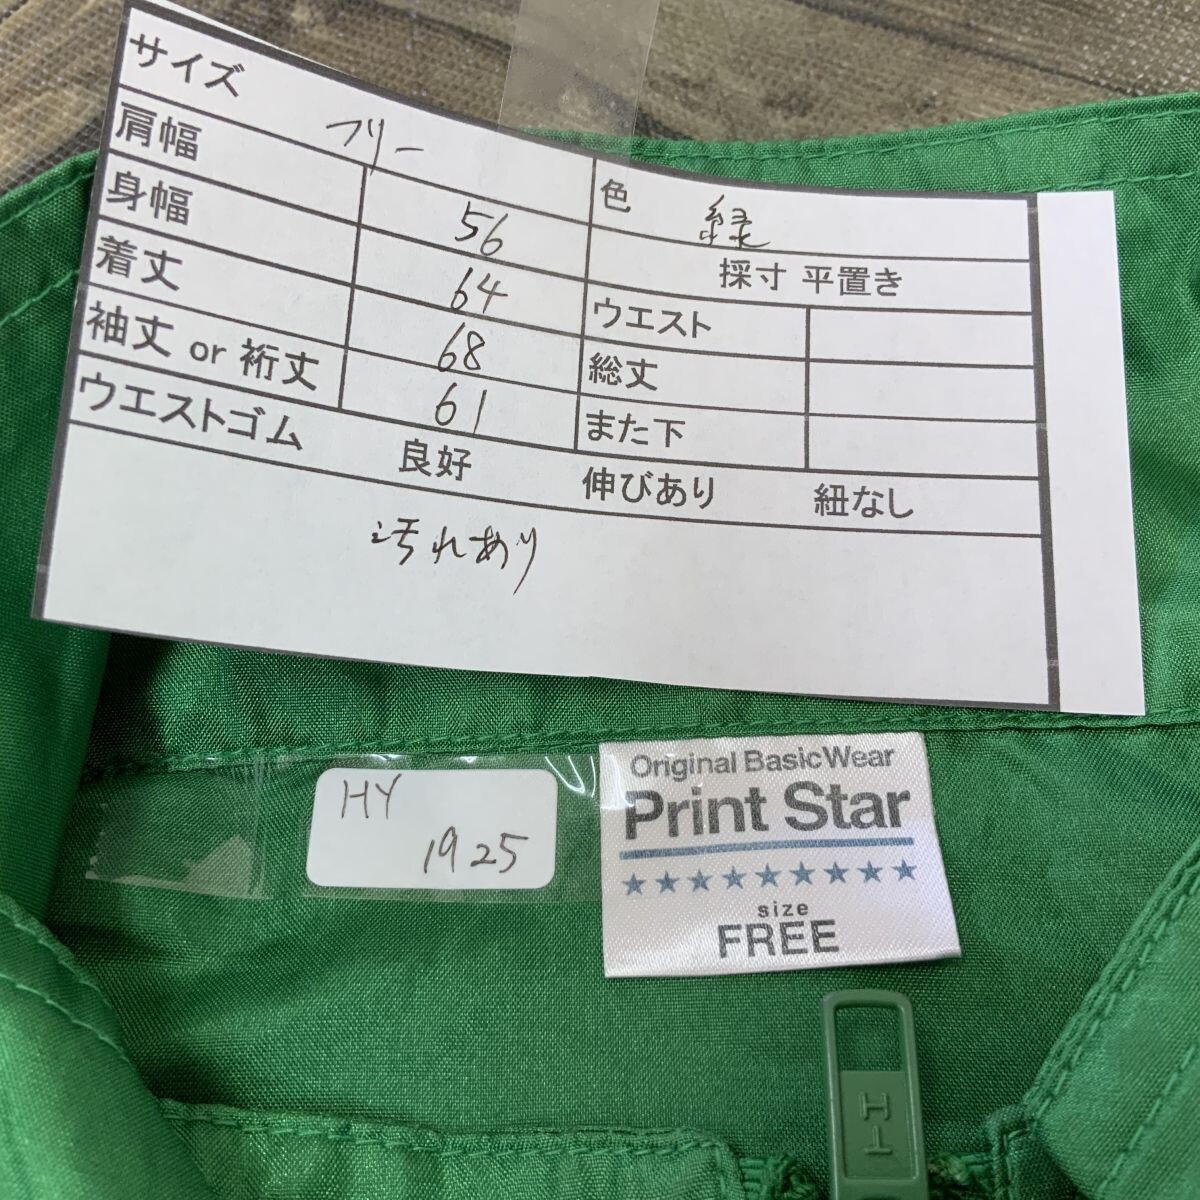 サイズ フリー 色 緑
肩幅 56 採寸 平置き
身幅 64 ウエスト
着丈 68 総丈
袖丈 or 裄丈 61 また下
ウエストゴム 良好 伸びあり 紐なし
汚れあり
HY
1925
Original BasicWear
Print Star
★★★★★★★★★
size
FREE